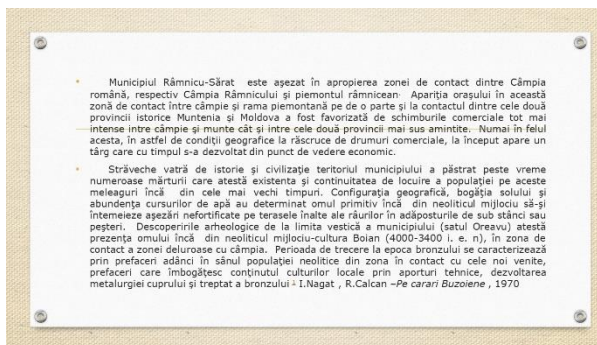 • Municipiul Râmnicu-Sărat este așezat în apropierea zonei de contact dintre Câmpia
română, respectiv Câmpia Râmnicului și piemontul râmnicean. Apariția orașului în această
zonă de contact între câmpie și rama piemontană pe de o parte și la contactul dintre cele două
provincii istorice Muntenia și Moldova a fost favorizată de schimburile comerciale tot mai
intense intre câmpie și munte cât și intre cele două provincii mai sus amintite. Numai în felul
acesta, în astfel de condiții geografice la răscruce de drumuri comerciale, la început apare un
târg care cu timpul s-a dezvoltat din punct de vedere economic.
• Străveche vatră de istorie și civilizație teritoriul municipiului a păstrat peste vreme
numeroase mărturii care atestă existenta și continuitatea de locuire a populației pe aceste
meleaguri încă din cele mai vechi timpuri. Configurația geografică, bogăția solului și
abundența cursurilor de apă au determinat omul primitiv încă din neoliticul mijlociu să-și
întemeieze așezări nefortificate pe terasele înalte ale râurilor în adăposturile de sub stânci sau
peșteri. Descoperirile arheologice de la limita vestică a municipiului (satul Oreavu) atestă
prezența omului încă din neoliticul mijlociu-cultura Boian (4000-3400 i. e. n), în zona de
contact a zonei deluroase cu câmpia. Perioada de trecere la epoca bronzului se caracterizează
prin prefaceri adânci în sânul populației neolitice din zona în contact cu cele noi venite,
prefaceri care îmbogățesc conținutul culturilor locale prin aporturi tehnice, dezvoltarea
metalurgiei cuprului și treptat a bronzului I.Nagat , R.Calcan –Pe carari Buzoiene , 1970